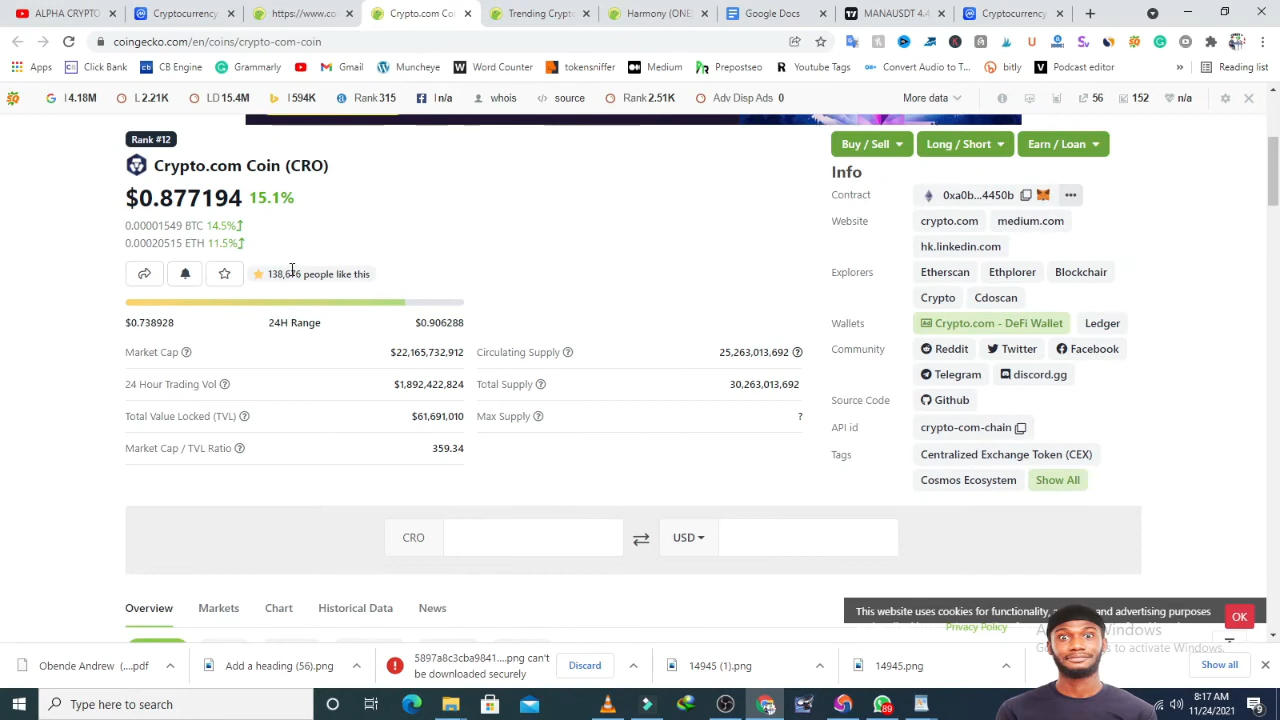 ALPHA CRYPTO
Cryptocurrency
https://www.co
Crypto.com Coi
Trending Crypt
Harmony (ONE
Google Docs
MANAUSDT 4.4
Cryptocurrency
coingecko.com/en/coins/crypto-com-coin
Apps Click Bank CB Engine Grammarly Gmail Muncheye Word Counter tokensniffer Medium Prepostseo Youtube Tags Convert Audio to T... bitly Podcast editor » Reading list
I 4.18M L 2.21K LD 15.4M I 594K Rank 315 I n/a whois source Rank 2.51K Adv Disp Ads 0 More data 56 152 n/a
Rank #12
Crypto.com Coin (CRO)
$0.877194 15.1%
0.00001549 BTC 14.5%
0.00020515 ETH 11.5%
people like this
$0.738928 24H Range $0.906288
Market Cap $22,165,732,912
24 Hour Trading Vol $1,892,422,824
Total Value Locked (TVL) $61,691,010
Market Cap / TVL Ratio 359.34
Circulating Supply 25,263,013,692
Total Supply 30,263,013,692
Max Supply ?
Buy / Sell Long / Short Earn / Loan
Info
Contract 0xa0b...4450b
Website crypto.com medium.com
hk.linkedin.com
Explorers Etherscan Ethplorer Blockchair
Crypto Cdoscan
Wallets Ad Crypto.com - DeFi Wallet Ledger
Community Reddit Twitter Facebook
Telegram discord.gg
Source Code Github
API id crypto-com-chain
Tags Centralized Exchange Token (CEX)
Cosmos Ecosystem Show All
CRO USD
Overview Markets Chart Historical Data News
This website uses cookies for functionality, and advertising purposes OK
Privacy Policy
Windows
to activate Windows.
Obende Andrew (....pdf
Add a heading (56).png
5897a8c3cba9841....png can't
be downloaded securely
Discard
14945 (1).png
14945.png
Show all
Type here to search
89
8:17 AM
11/24/2021
2